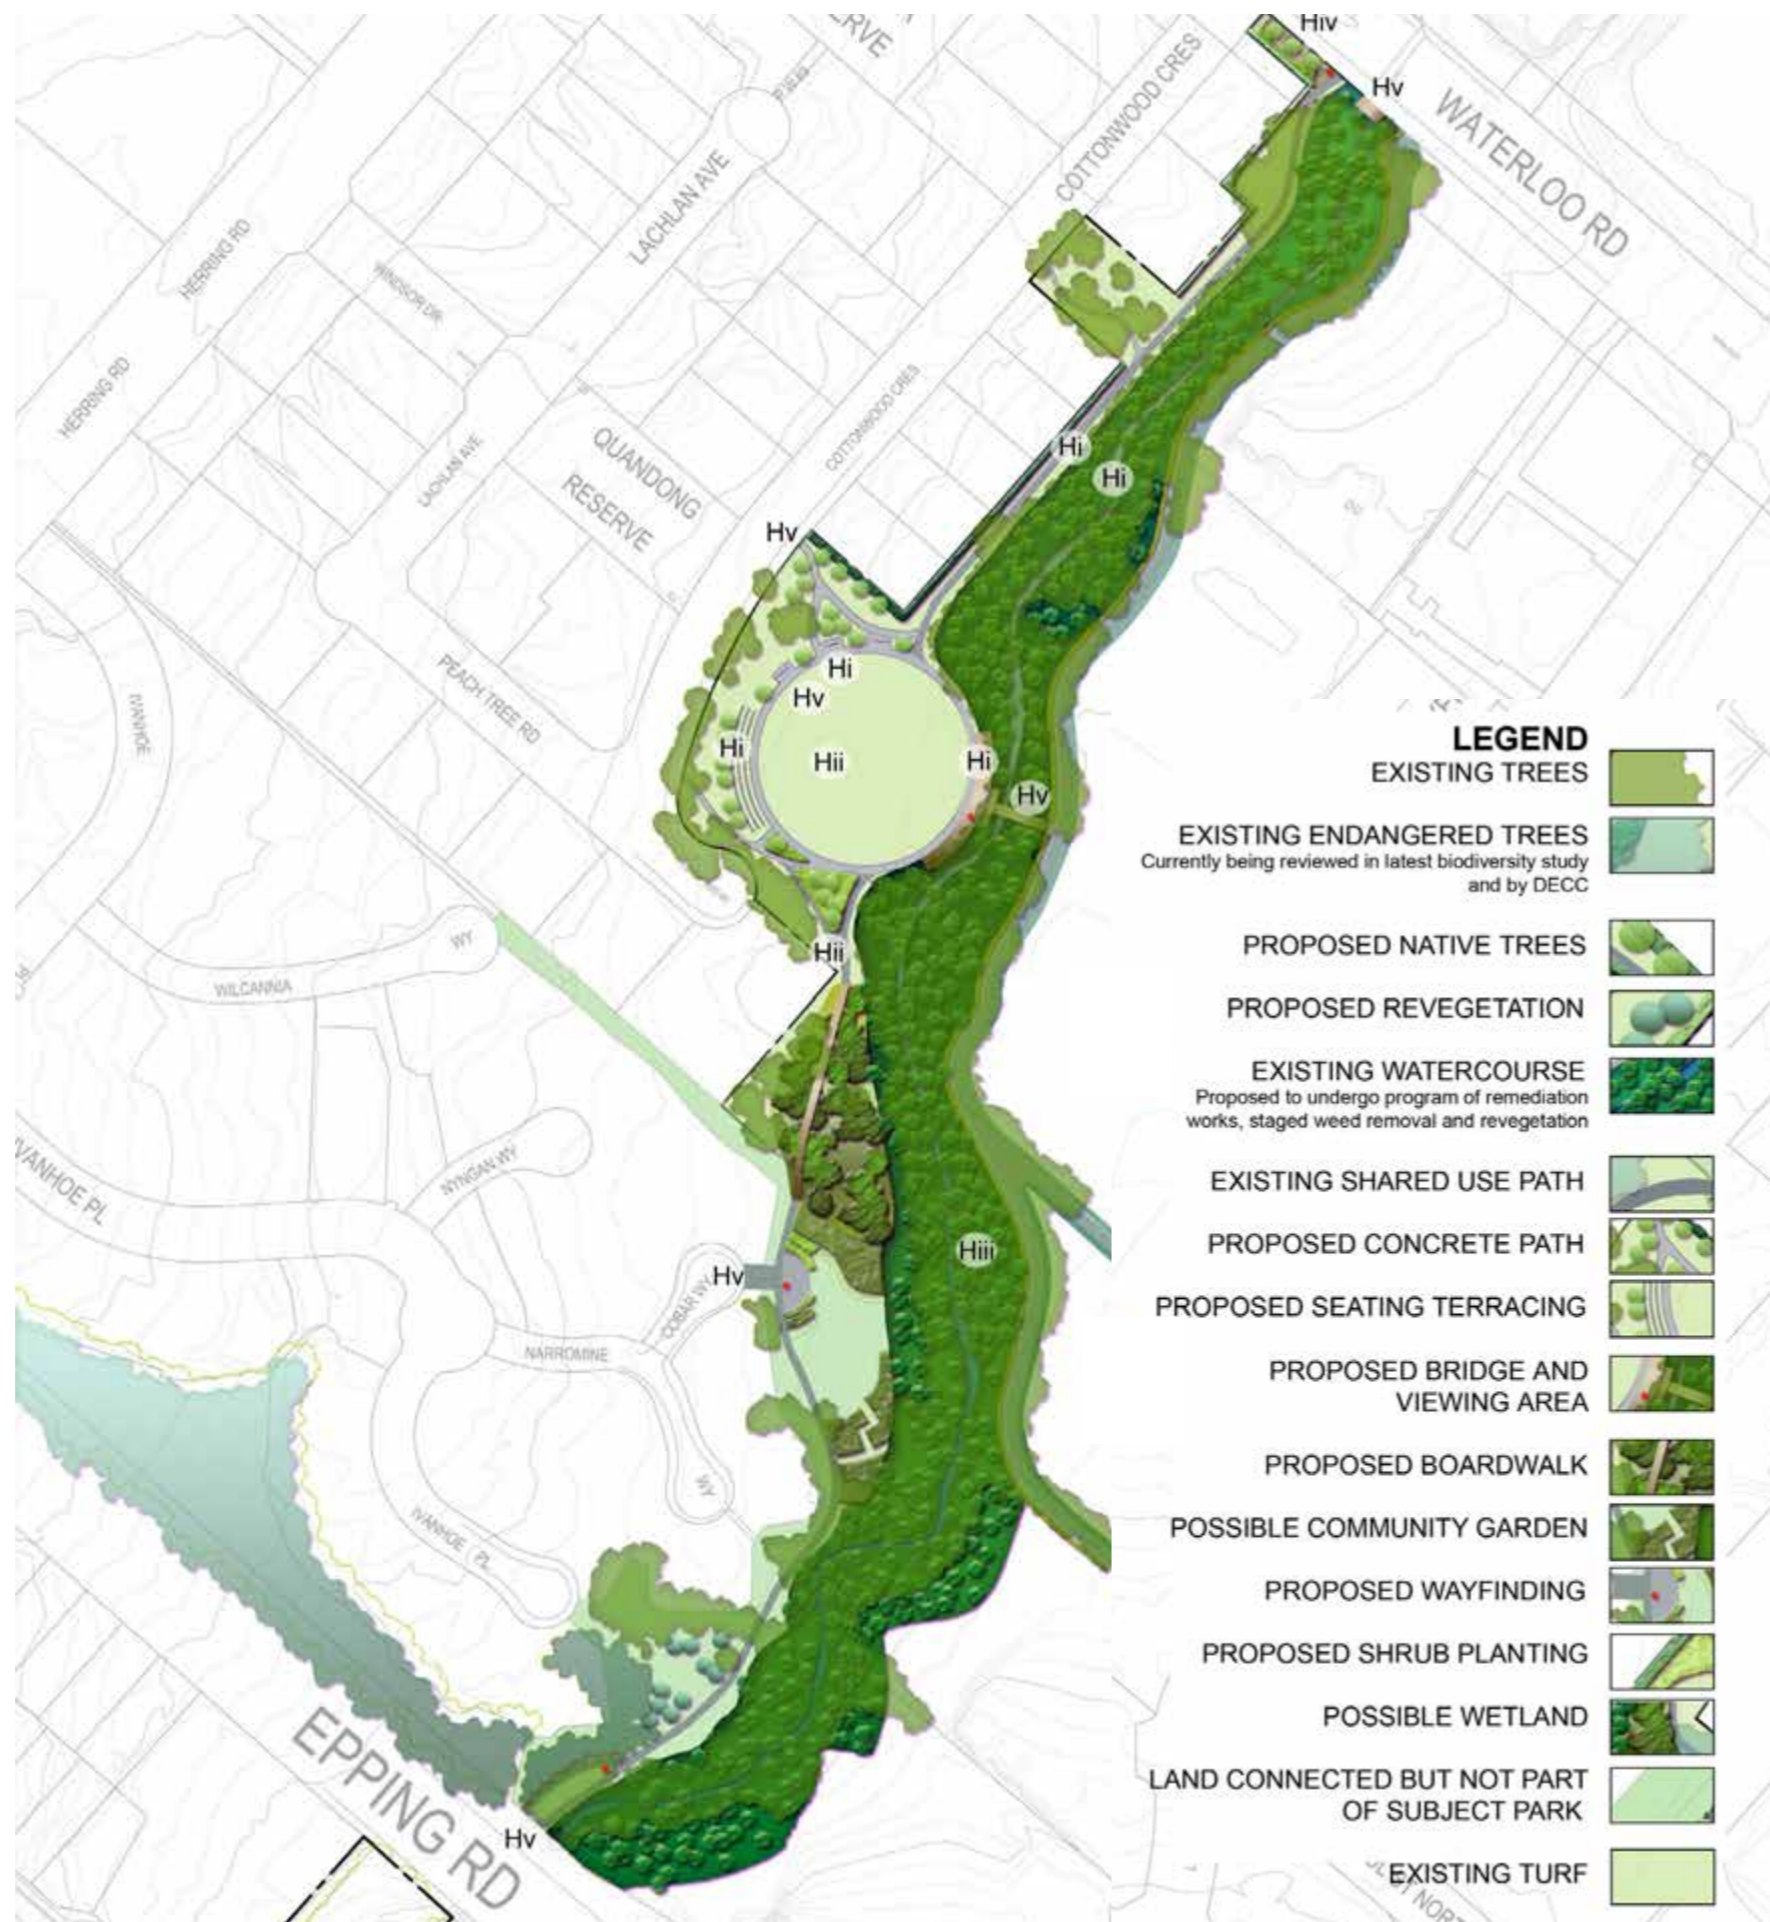 Hiv
ERVE
Hv
COTTONWOOD CRES
WATERLOO RD
LACHLAN AVE
HERRING RD
WINDSOR DR
HERRING RD
COTTONWOOD CRES
QUANDONG
RESERVE
LACHLAN AVE
Hi
Hi
Hv
PEACH TREE RD
IVANHOE
Hi
Hv
Hi
Hii
Hi
Hv
Hii
WY
WILCANNIA
IVANHOE PL
NYNGAN WY
Hiii
Hv
COBAR WY
NARROMINE
WY
IVANHOE PL
EPPING RD
Hv
LEGEND
EXISTING TREES
EXISTING ENDANGERED TREES
Currently being reviewed in latest biodiversity study
and by DECC
PROPOSED NATIVE TREES
PROPOSED REVEGETATION
EXISTING WATERCOURSE
Proposed to undergo program of remediation
works, staged weed removal and revegetation
EXISTING SHARED USE PATH
PROPOSED CONCRETE PATH
PROPOSED SEATING TERRACING
PROPOSED BRIDGE AND
VIEWING AREA
PROPOSED BOARDWALK
POSSIBLE COMMUNITY GARDEN
PROPOSED WAYFINDING
PROPOSED SHRUB PLANTING
POSSIBLE WETLAND
LAND CONNECTED BUT NOT PART
OF SUBJECT PARK
EXISTING TURF